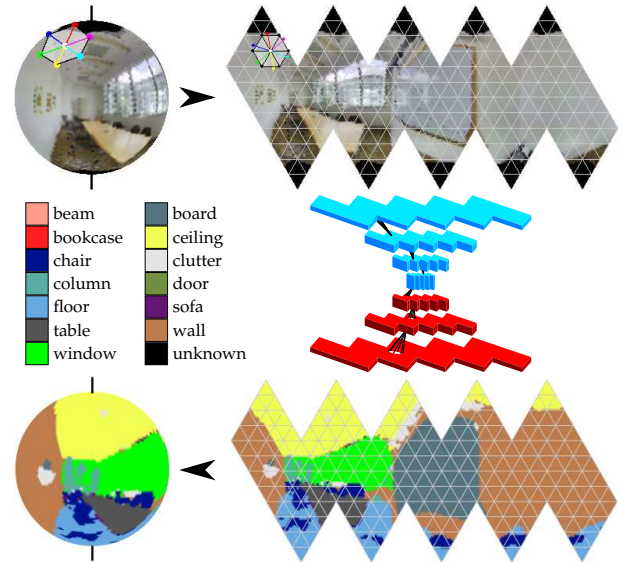 beam
bookcase
chair
column
floor
table
window
board
ceiling
clutter
door
sofa
wall
unknown